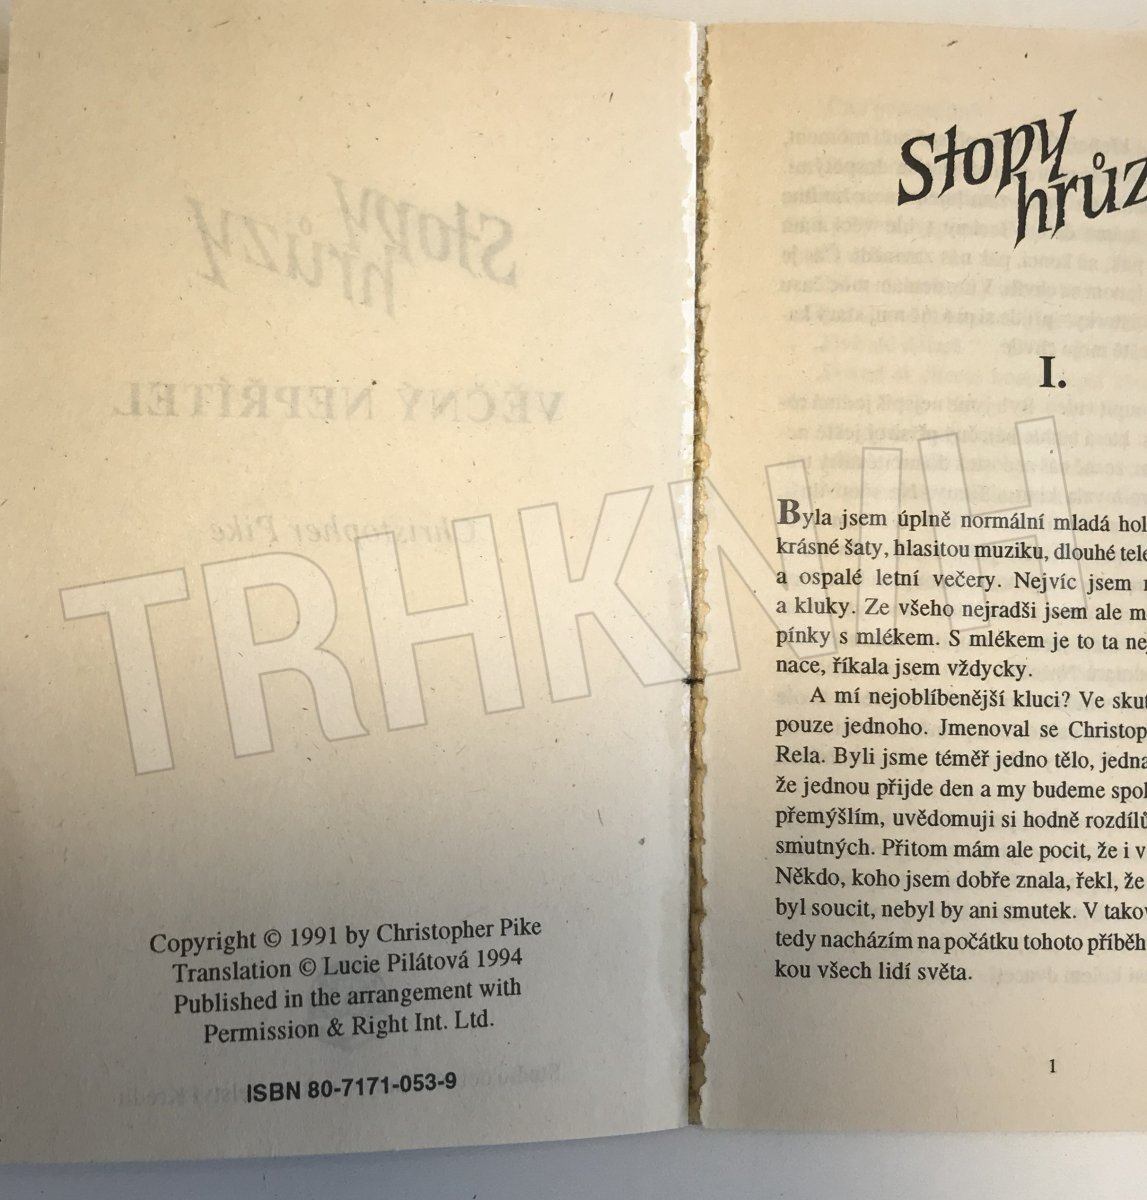 Stopy
hrůz
VĚČNÝ NEPŘÍTEL
Christopher Pike
TRHKNIH
Copyright © 1991 by Christopher Pike
Translation © Lucie Pilátová 1994
Published in the arrangement with
Permission & Right Int. Ltd.
ISBN 80-7171-053-9
Stopy
hrůz
I.
Byla jsem úplně normální mladá hol
krásné šaty, hlasitou muziku, dlouhé tele
a ospalé letní večery. Nejvíc jsem
a kluky. Ze všeho nejradši jsem ale m
pínky s mlékem. S mlékem je to ta nej
nace, říkala jsem vždycky.
A mí nejoblíbenější kluci? Ve skut
pouze jednoho. Jmenoval se Christop
Rela. Byli jsme téměř jedno tělo, jedna
že jednou přijde den a my budeme spol
přemýšlím, uvědomuji si hodně rozdílů
smutných. Přitom mám ale pocit, že i v
Někdo, koho jsem dobře znala, řekl, že
byl soucit, nebyl by ani smutek. V takov
tedy nacházím na počátku tohoto příběh
kou všech lidí světa.
1